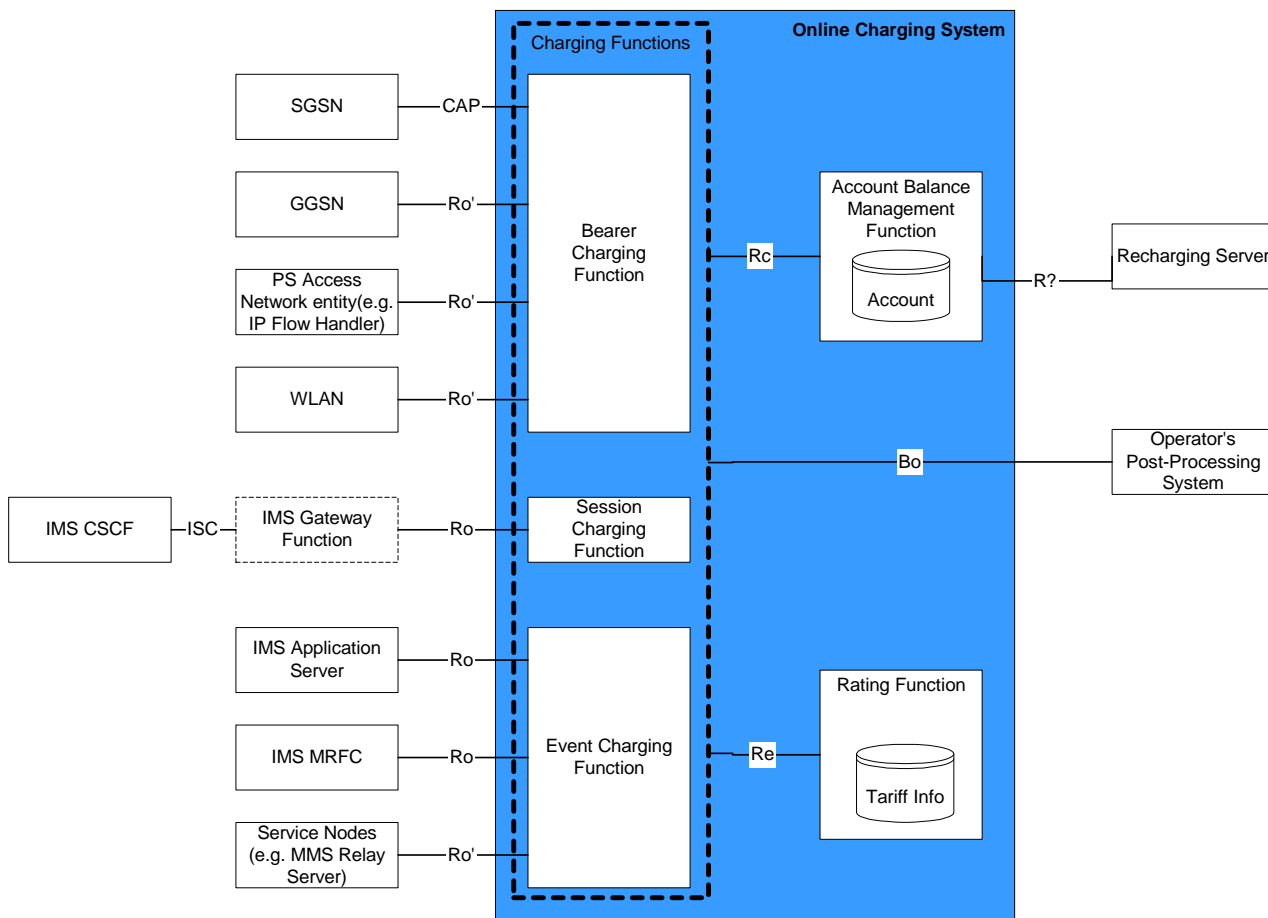 Online Charging System
Charging Functions
SGSN
CAP
GGSN
Ro'
PS Access
Network entity(e.g.
IP Flow Handler)
Ro'
WLAN
Ro'
Bearer
Charging
Function
Rc
Account Balance
Management
Function
Account
R?
Recharging Server
Bo
Operator's
Post-Processing
System
IMS CSCF
ISC
IMS Gateway
Function
Ro
Session
Charging
Function
IMS Application
Server
Ro
IMS MRFC
Ro
Service Nodes
(e.g. MMS Relay
Server)
Ro'
Event Charging
Function
Re
Rating Function
Tariff Info